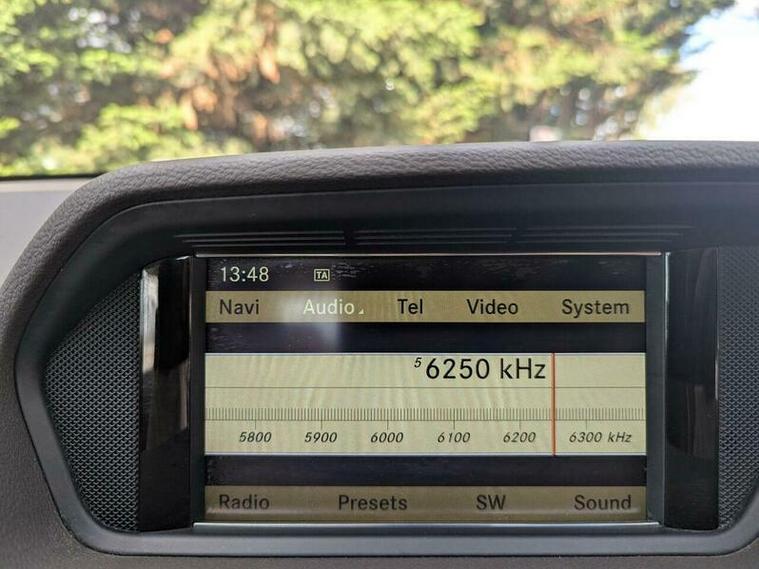 13:48 TA
Navi Audio Tel Video System
5 6250 kHz
5800 5900 6000 6100 6200 6300 kHz
Radio Presets SW Sound